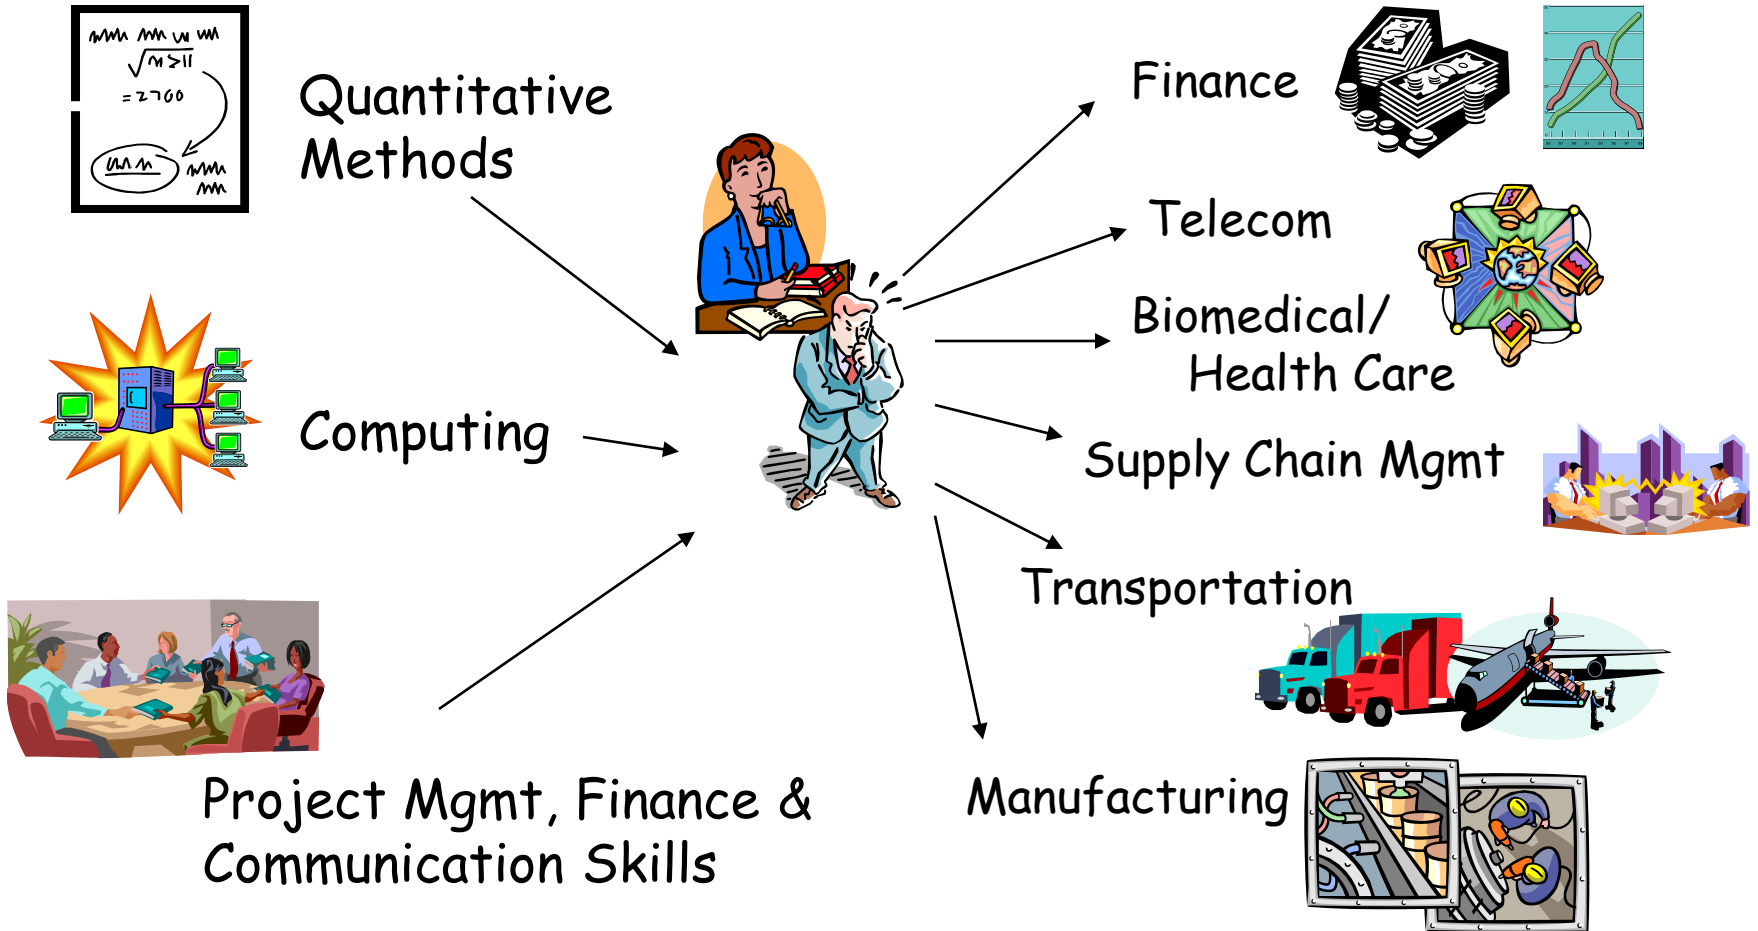 Quantitative
Methods
Computing
Project Mgmt, Finance &
Communication Skills
Finance
Telecom
Biomedical/
Health Care
Supply Chain Mgmt
Transportation
Manufacturing